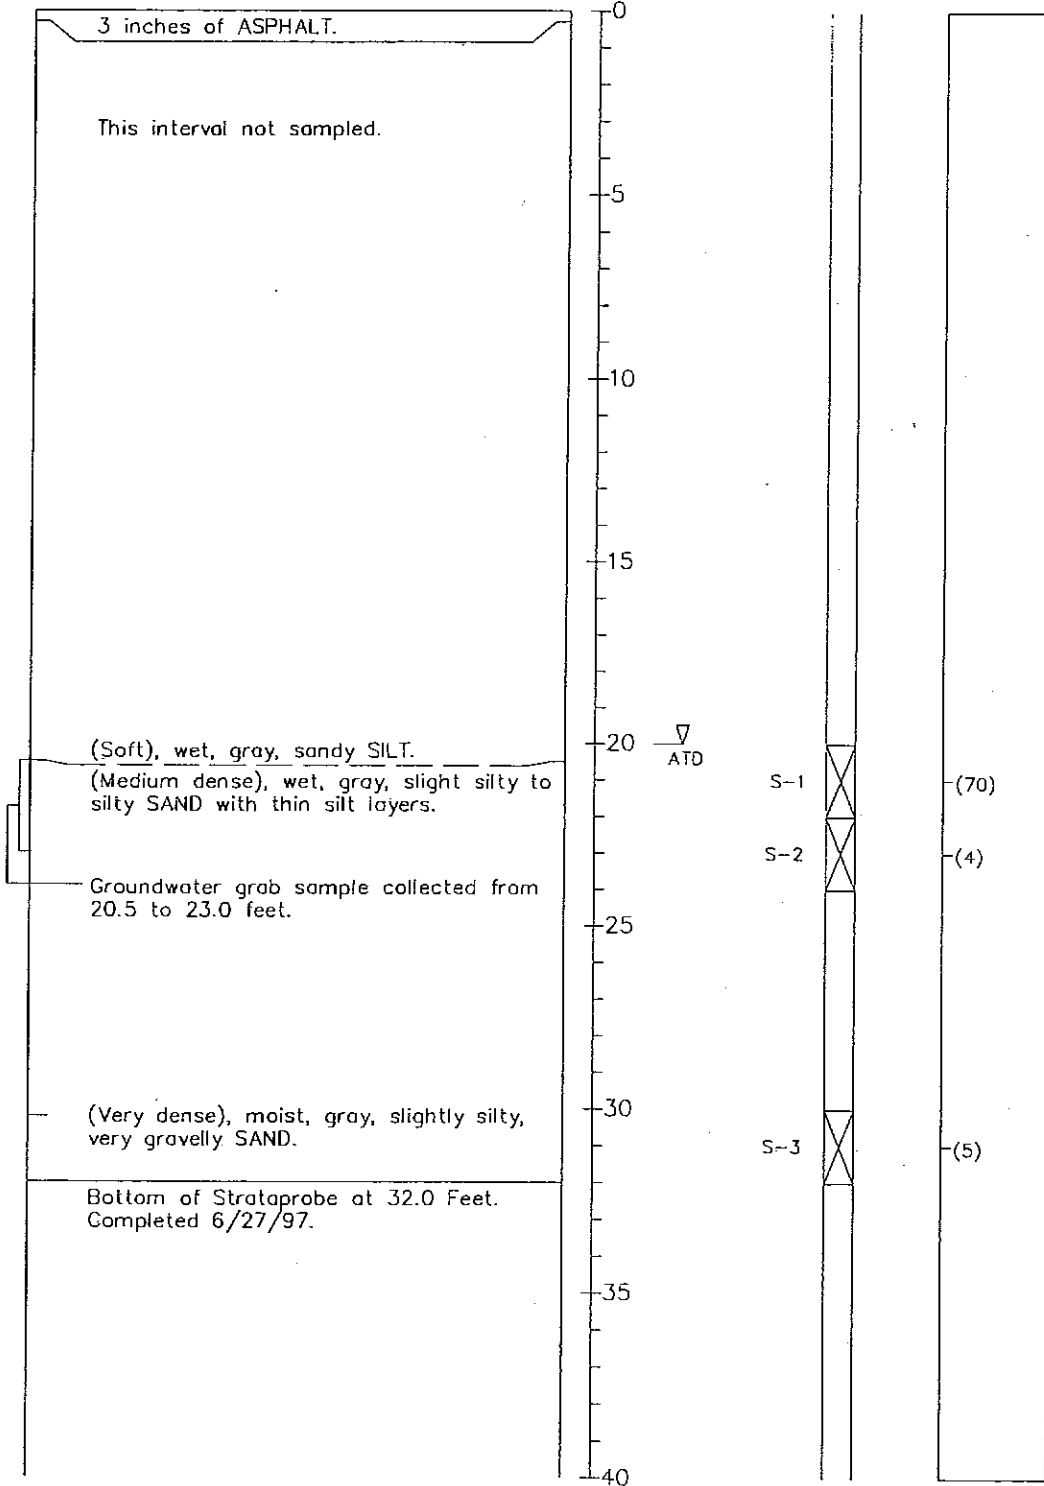 3 inches of ASPHALT.
This interval not sampled.
(Soft), wet, gray, sandy SILT.
(Medium dense), wet, gray, slight silty to
silty SAND with thin silt layers.
Groundwater grab sample collected from
20.5 to 23.0 feet.
(Very dense), moist, gray, slightly silty,
very gravelly SAND.
Bottom of Strataprobe at 32.0 Feet.
Completed 6/27/97.
0
5
10
15
20
25
30
35
40
ATD
S-1
S-2
S-3
(70)
(4)
(5)